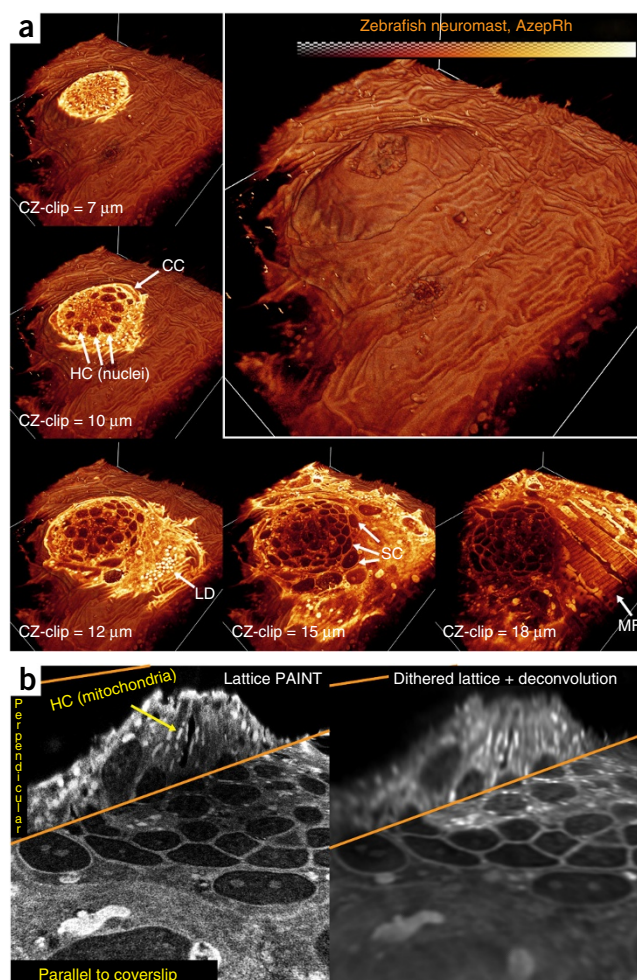 a
Zebrafish neuromast, AzepRh
CZ-clip = 7 μm
CC
HC (nuclei)
CZ-clip = 10 μm
LD
CZ-clip = 12 μm
SC
CZ-clip = 15 μm
MF
CZ-clip = 18 μm
b
Perpendicular
HC (mitochondria)
Lattice PAINT
Dithered lattice + deconvolution
Parallel to coverslip